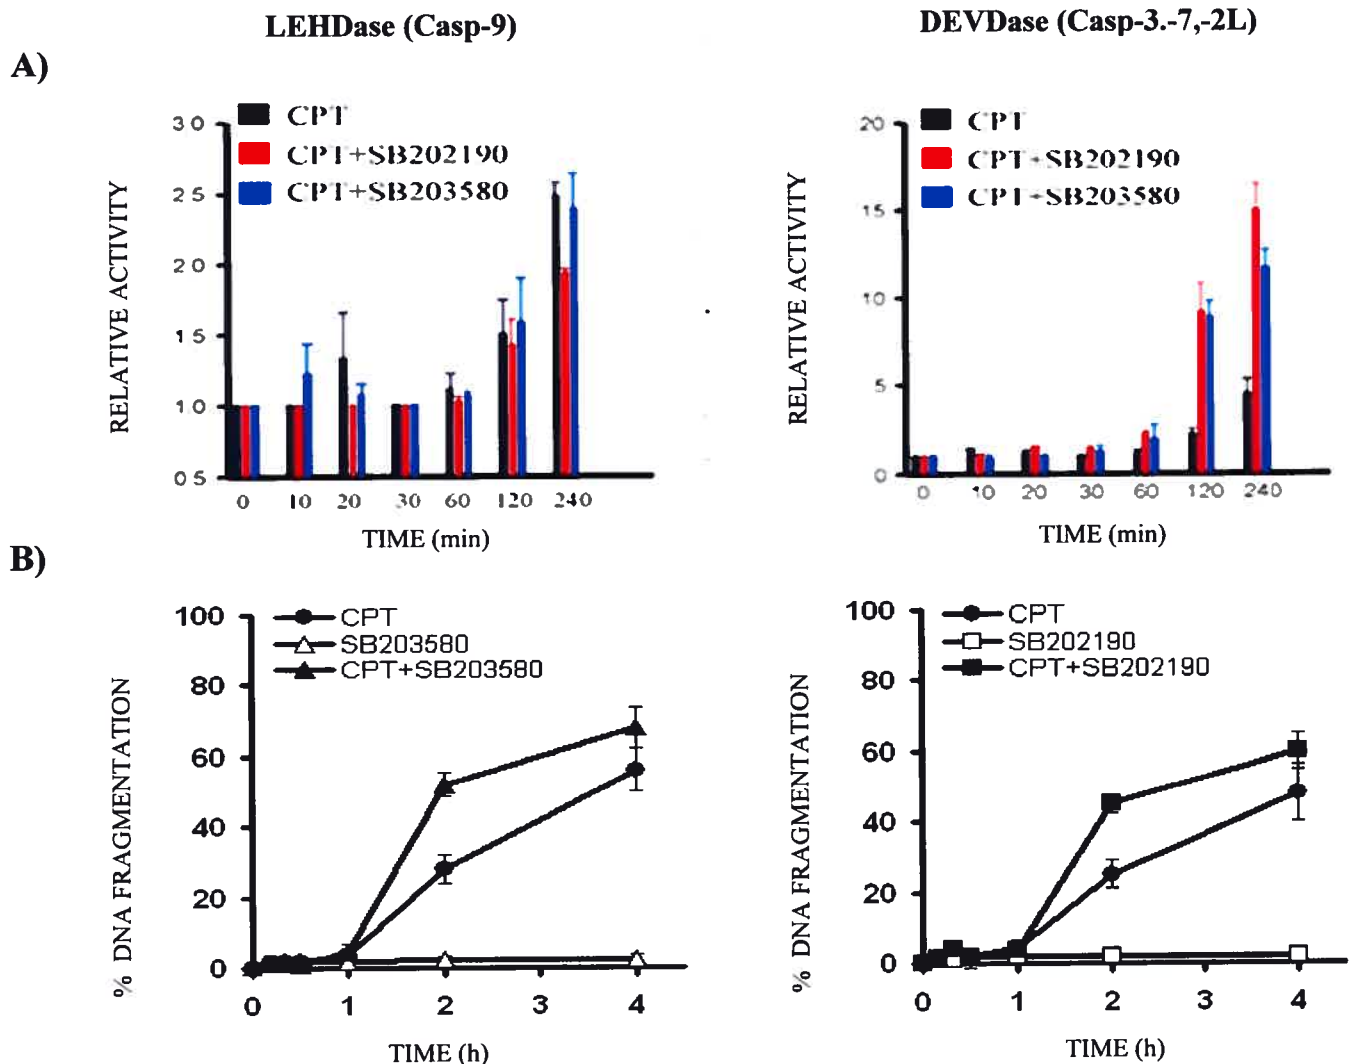 LEHDase (Casp-9)
DEVDase (Casp-3.-7,-2L)
A)
CPT
CPT+SB202190
CPT+SB203580
RELATIVE ACTIVITY
3 0
2 5
2 0
1 5
1 0
0 5
0 10 20 30 60 120 240
TIME (min)
CPT
CPT+SB202190
CPT+SB203580
RELATIVE ACTIVITY
20
15
10
5
0
0 10 20 30 60 120 240
TIME (min)
B)
CPT
SB203580
CPT+SB203580
% DNA FRAGMENTATION
100
80
60
40
20
0
0 1 2 3 4
TIME (h)
CPT
SB202190
CPT+SB202190
% DNA FRAGMENTATION
100
80
60
40
20
0
0 1 2 3 4
TIME (h)